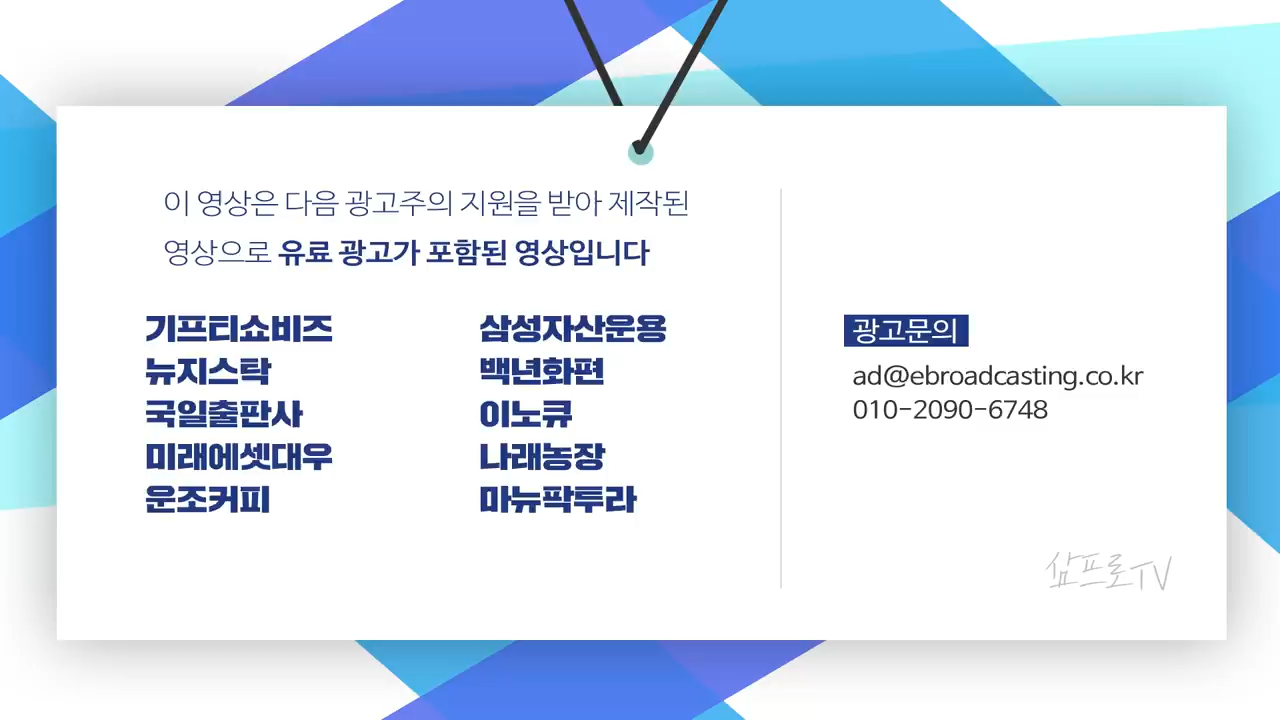 이 영상은 다음 광고주의 지원을 받아 제작된
영상으로 유료 광고가 포함된 영상입니다
기프티쇼비즈
뉴지스탁
국일출판사
미래에셋대우
운조커피
삼성자산운용
백년화편
이노큐
나래농장
마뉴팍투라
광고문의
ad@ebroadcasting.co.kr
010-2090-6748
삼프로TV